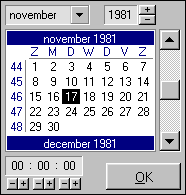 november 1981
november 1981
Z M D W D V Z
44 1 2 3 4 5 6 7
45 8 9 10 11 12 13 14
46 15 16 17 18 19 20 21
47 22 23 24 25 26 27 28
48 29 30
december 1981
00 : 00 : 00
OK